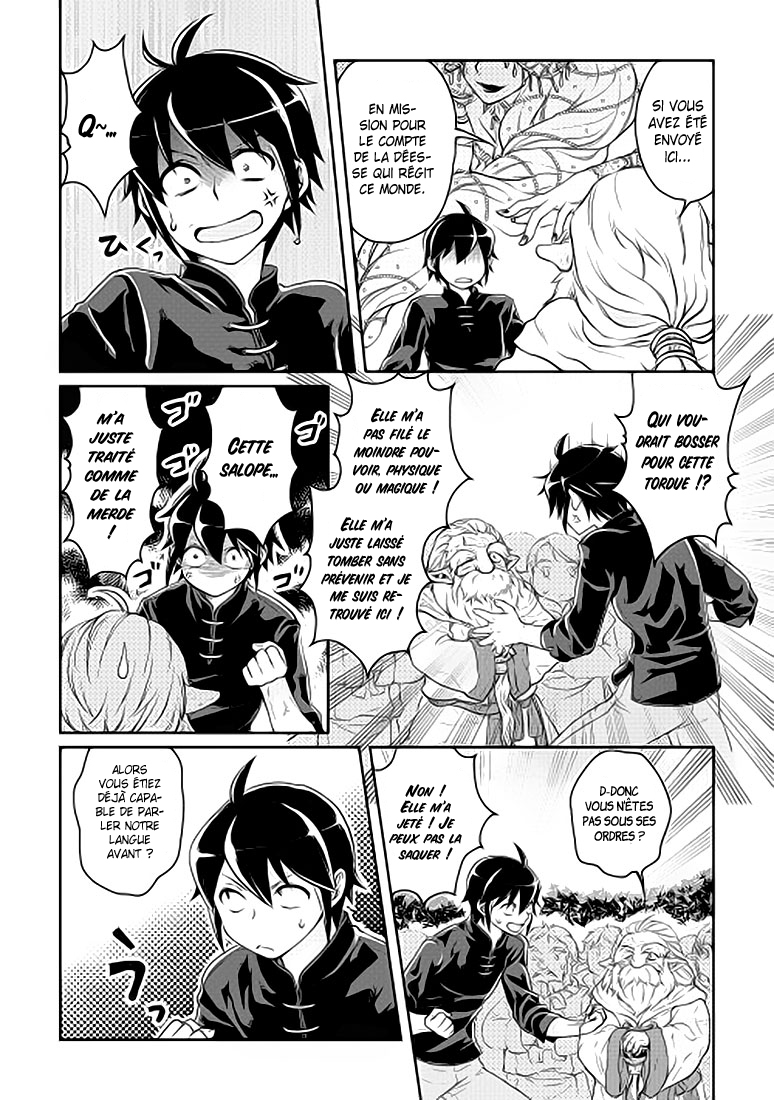 SI VOUS
AVEZ ÉTÉ
ENVOYÉ
ICI...
EN MIS-
SION POUR
LE COMPTE
DE LA DÉES-
SE QUI RÉGIT
CE MONDE.
Q~...
ひくっ
QUI VOU-
DRAIT BOSSER
POUR CETTE
TORDUE !?
ELLE M'A
PAS FILÉ LE
MOINDRE POU-
VOIR, PHYSIQUE
OU MAGIQUE !
ELLE M'A
JUSTE LAISSÉ
TOMBER SANS
PRÉVENIR ET JE
ME SUIS RE-
TROUVÉ ICI !
CETTE
SALOPE...
M'A
JUSTE
TRAITÉ
COMME
DE LA
MERDE !
ゴ
ゴ
ゴ
ゴ
D-DONC
VOUS N'ÊTES
PAS SOUS SES
ORDRES ?
NON !
ELLE M'A
JETÉ ! JE
PEUX PAS LA
SAQUER !
ALORS
VOUS ÉTIEZ
DÉJÀ CAPA-
BLE DE PAR-
LER NOTRE
LANGUE
AVANT ?
うっ